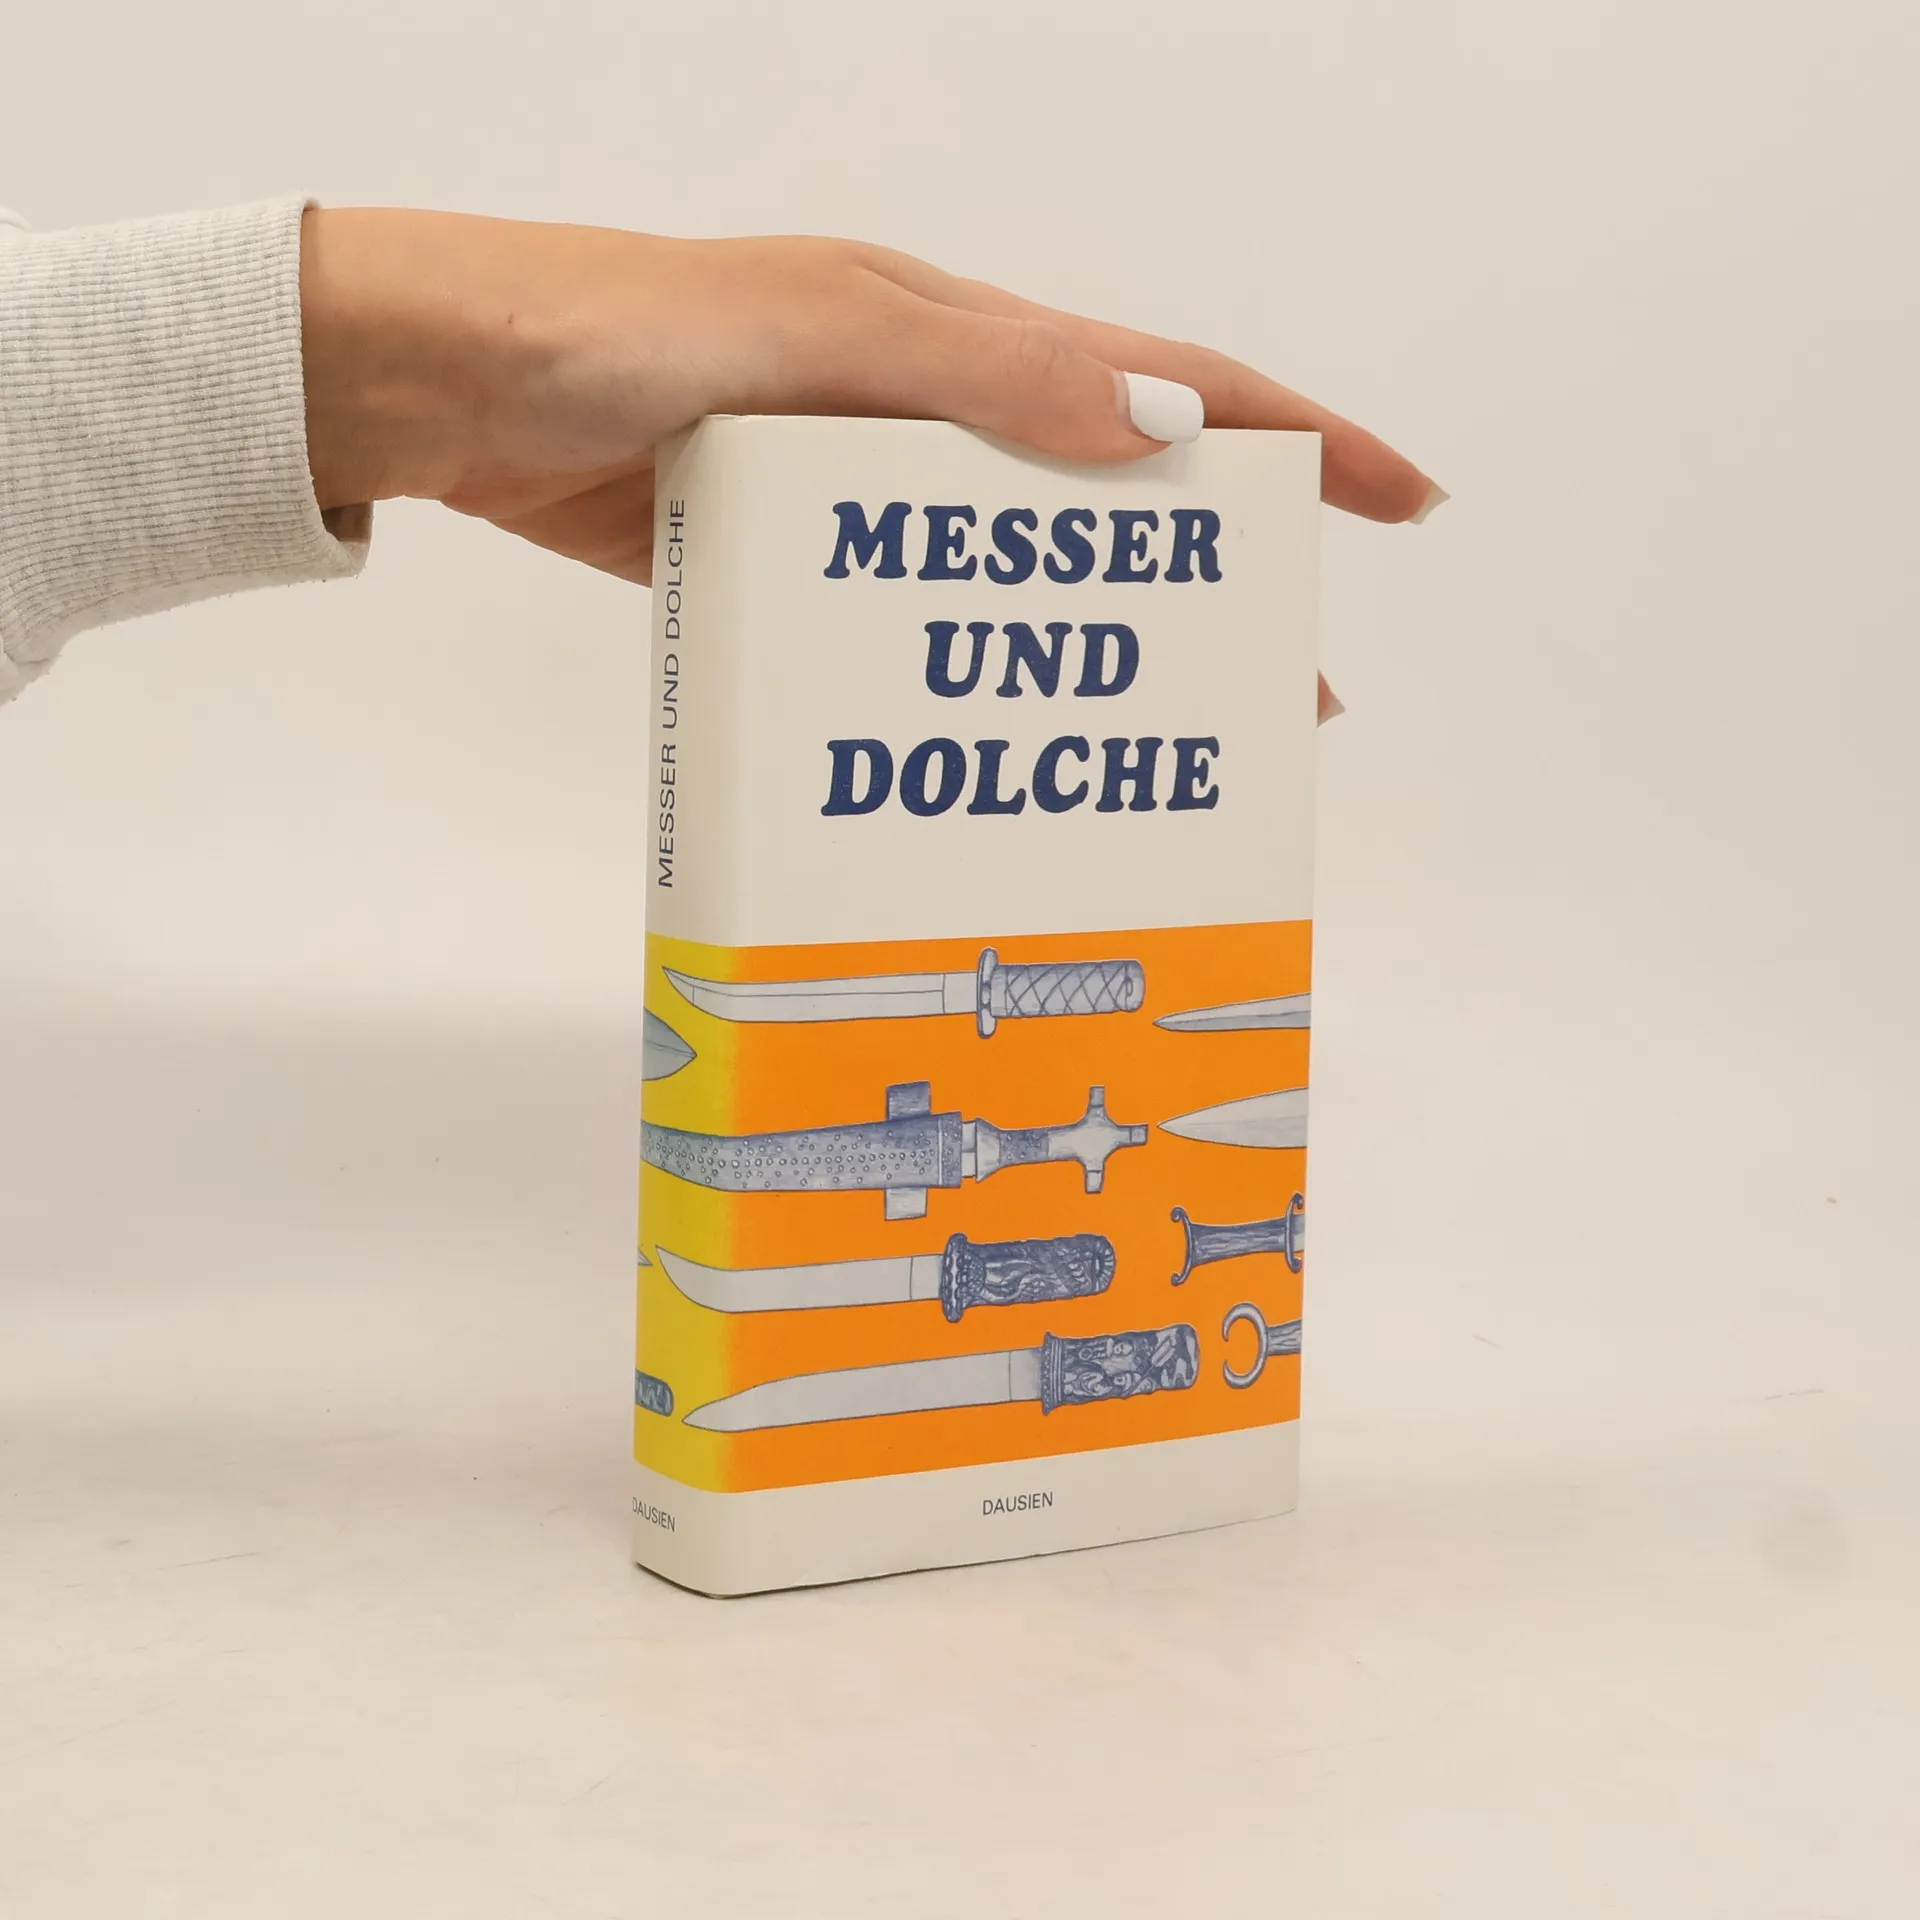 MESSER UND DOLCHE
DAUSIEN
MESSER
UND
DOLCHE
DAUSIEN